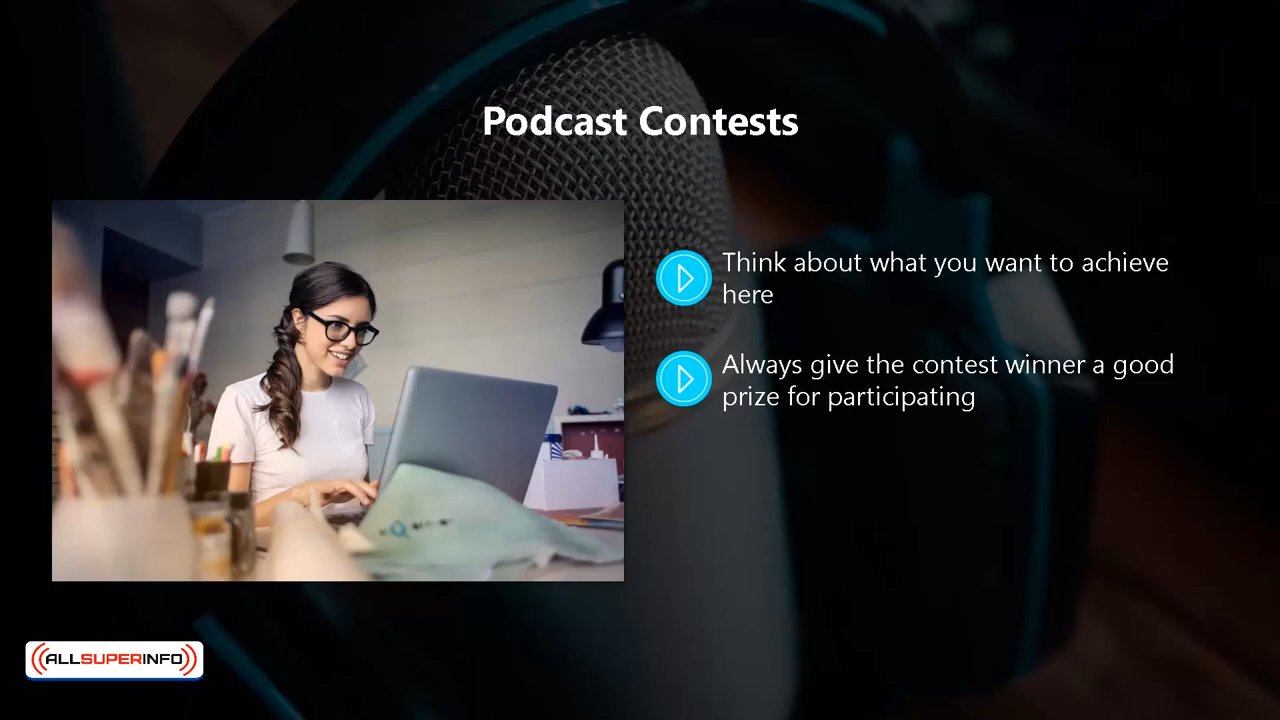 Podcast Contests
Think about what you want to achieve
here
Always give the contest winner a good
prize for participating
ALLSUPERINFO